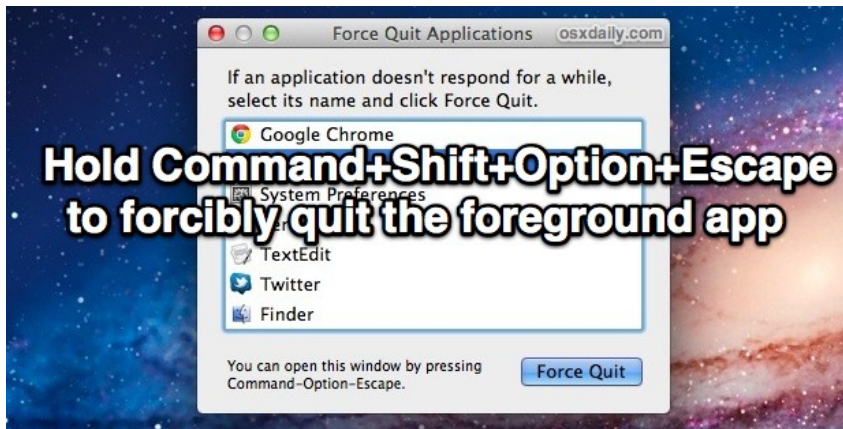 Force Quit Applications
osxdaily.com
If an application doesn't respond for a while,
select its name and click Force Quit.
Google Chrome
Hold Command+Shift+Option+Escape
System Preferences
to forcibly quit the foreground app
TextEdit
Twitter
Finder
You can open this window by pressing
Command-Option-Escape.
Force Quit